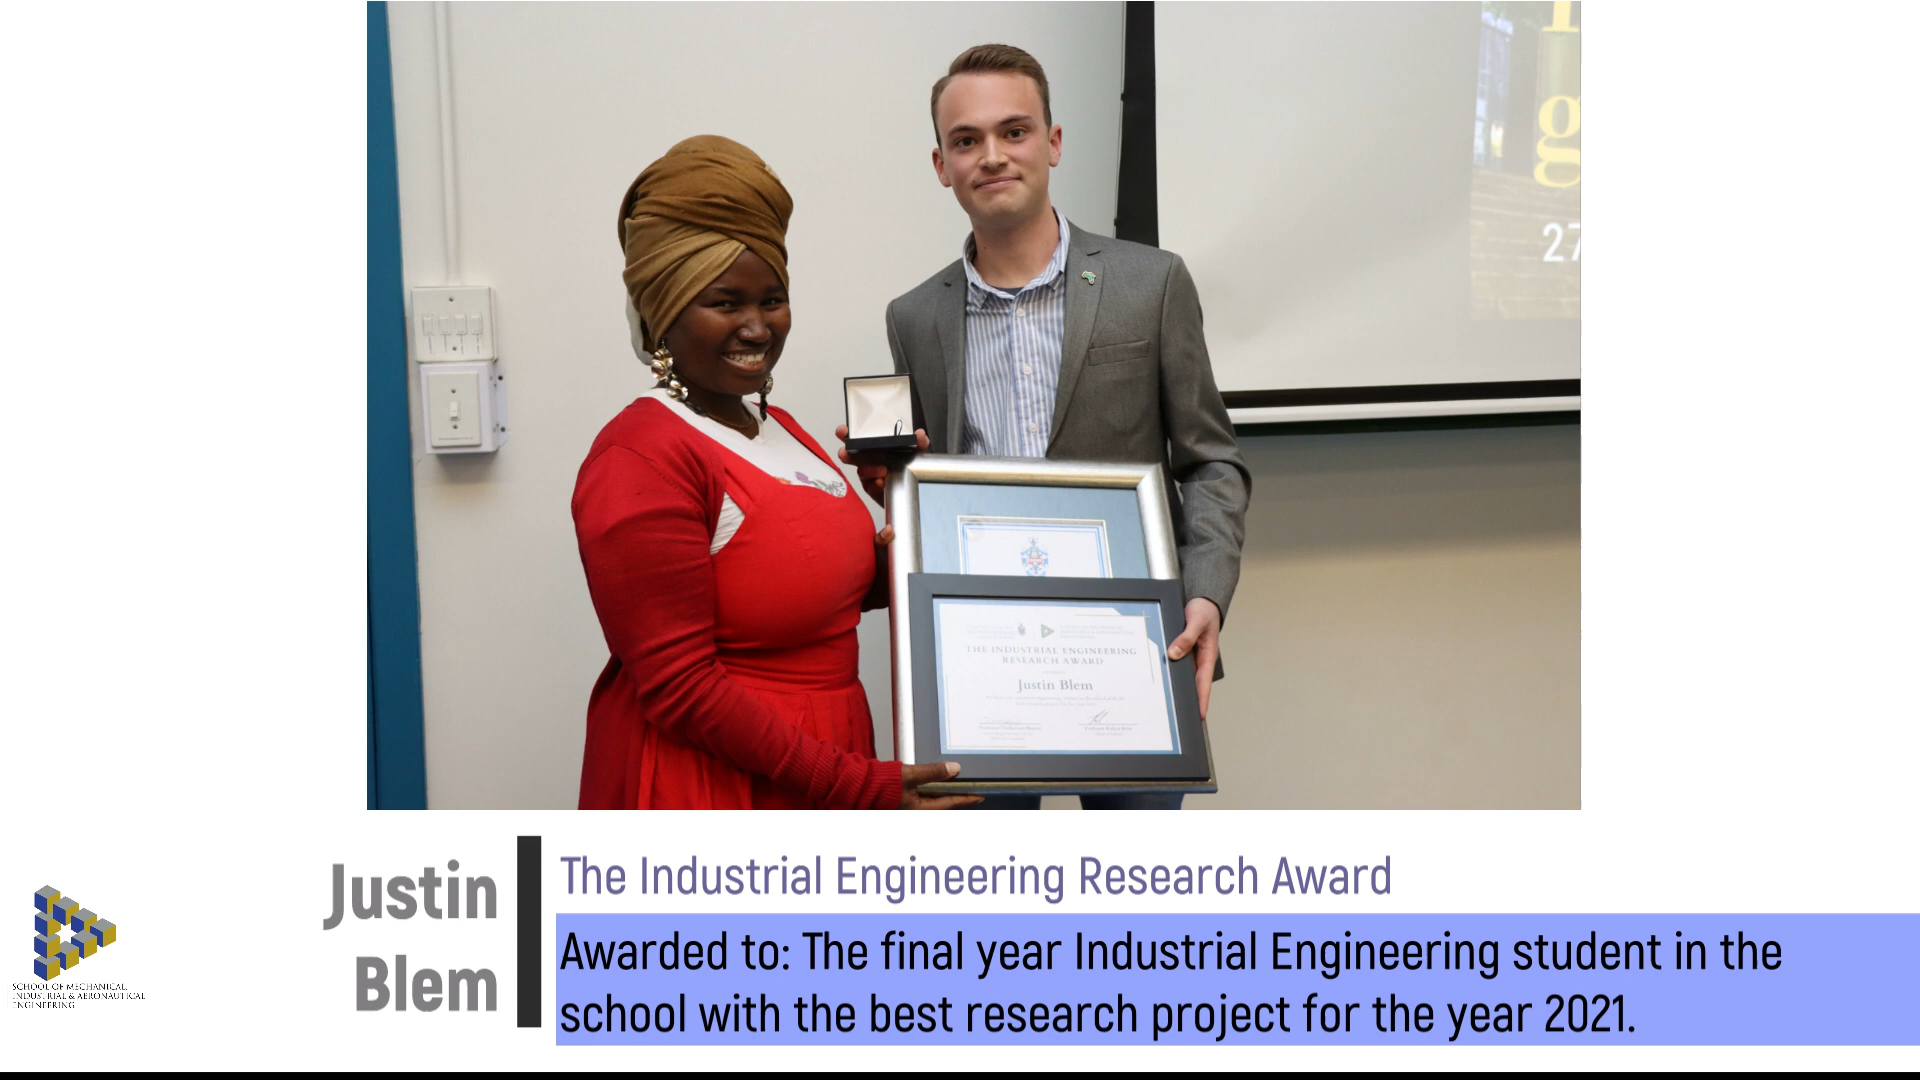 g
27
THE INDUSTRIAL ENGINEERING
RESEARCH AWARD
Justin Blem
Justin
Blem
The Industrial Engineering Research Award
Awarded to: The final year Industrial Engineering student in the
school with the best research project for the year 2021.
SCHOOL OF MECHANICAL,
INDUSTRIAL & AERONAUTICAL
ENGINEERING